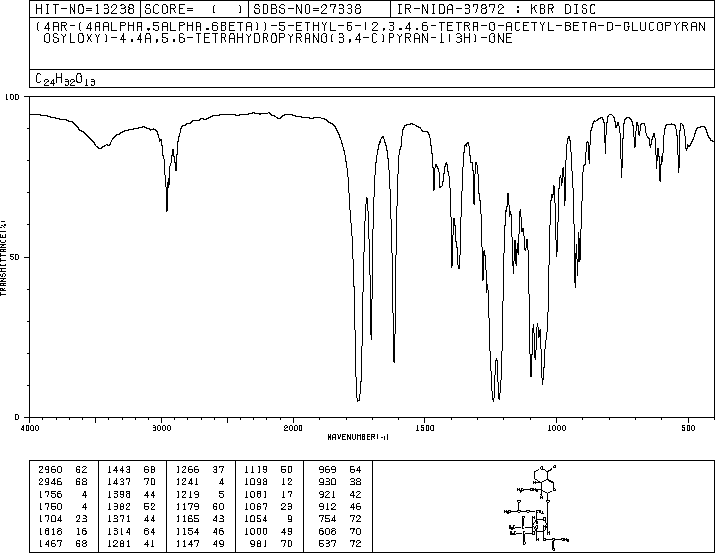 HIT-NO=13238 SCORE= ( ) SDBS-NO=27338 IR-NIDA-37872 : KBR DISC
(4AR-(4AALPHA,5ALPHA,6BETA))-5-ETHYL-6-(2,3,4,6-TETRA-O-ACETYL-BETA-D-GLUCOPYRAN
OSYLOXY)-4,4A,5,6-TETRAHYDROPYRANO(3,4-C)PYRAN-1(3H)-ONE
C24H32O13
100
50
0
TRANSMITTANCE(%)
4000 3000 2000 1500 1000 500
WAVENUMBER(-1)
2960 62 1443 68 1266 37 1119 50 969 64
2946 68 1437 70 1241 4 1098 12 930 38
1756 4 1398 44 1219 5 1081 17 921 42
1750 4 1382 52 1179 60 1067 23 912 46
1704 23 1371 44 1165 43 1054 9 754 72
1616 16 1314 64 1154 46 1000 49 608 70
1467 68 1281 41 1147 49 981 70 537 72